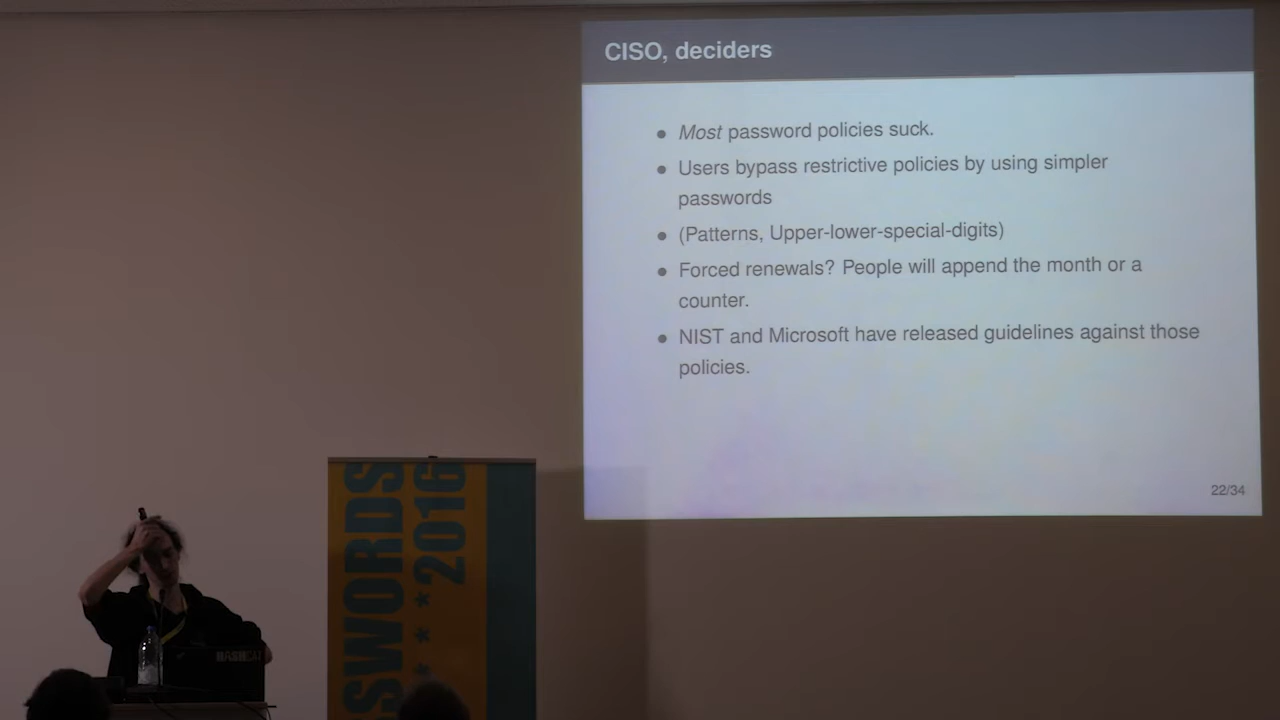 CISO, deciders
• Most password policies suck.
• Users bypass restrictive policies by using simpler
passwords
• (Patterns, Upper-lower-special-digits)
• Forced renewals? People will append the month or a
counter.
• NIST and Microsoft have released guidelines against those
policies.
22/34
SWORDS
* * *2016
HASHCAT